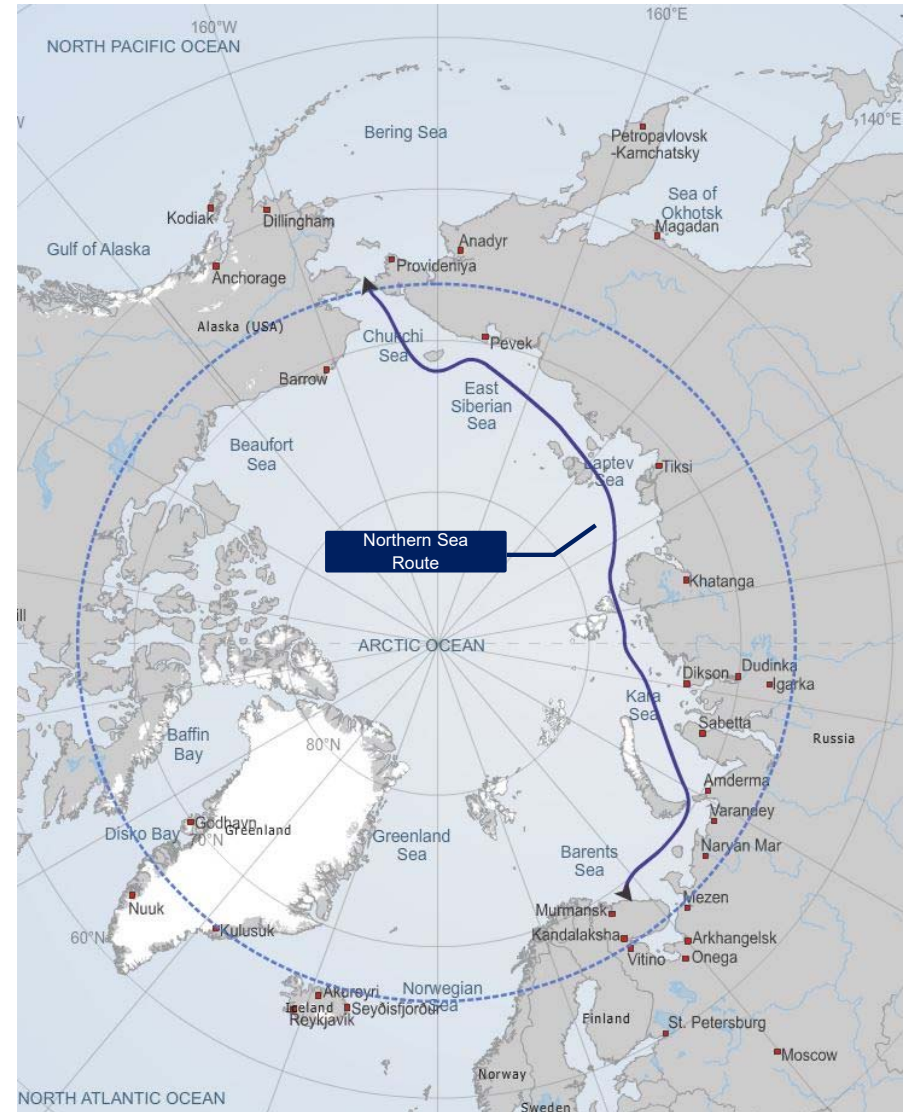 160°W
160°E
NORTH PACIFIC OCEAN
140°E
Bering Sea
Petropavlovsk
-Kamchatsky
Sea of
Okhotsk
Kodiak
Dillingham
Magadan
Gulf of Alaska
Anadyr
Provideniya
Anchorage
Alaska (USA)
Chukchi
Sea
Pevek
Barrow
East
Siberian
Sea
Beaufort
Sea
Laptev
Sea
Tiksi
Northern Sea
Route
ill
Khatanga
ARCTIC OCEAN
Dikson
Dudinka
Igarka
Kara
Sea
Sabetta
Baffin
Bay
80°N
Russia
Amderma
Varandey
Godhavn
Disko Bay
Greenland
70°N
Greenland
Sea
Barents
Sea
Naryan Mar
Nuuk
Murmansk
Mezen
60°N
Kulusuk
Kandalaksha
Arkhangelsk
Vitino
Onega
Akureyri
Norwegian
Sea
Iceland
Seyðisfjörður
Reykjavik
Finland
St. Petersburg
Moscow
Norway
NORTH ATLANTIC OCEAN
Sweden